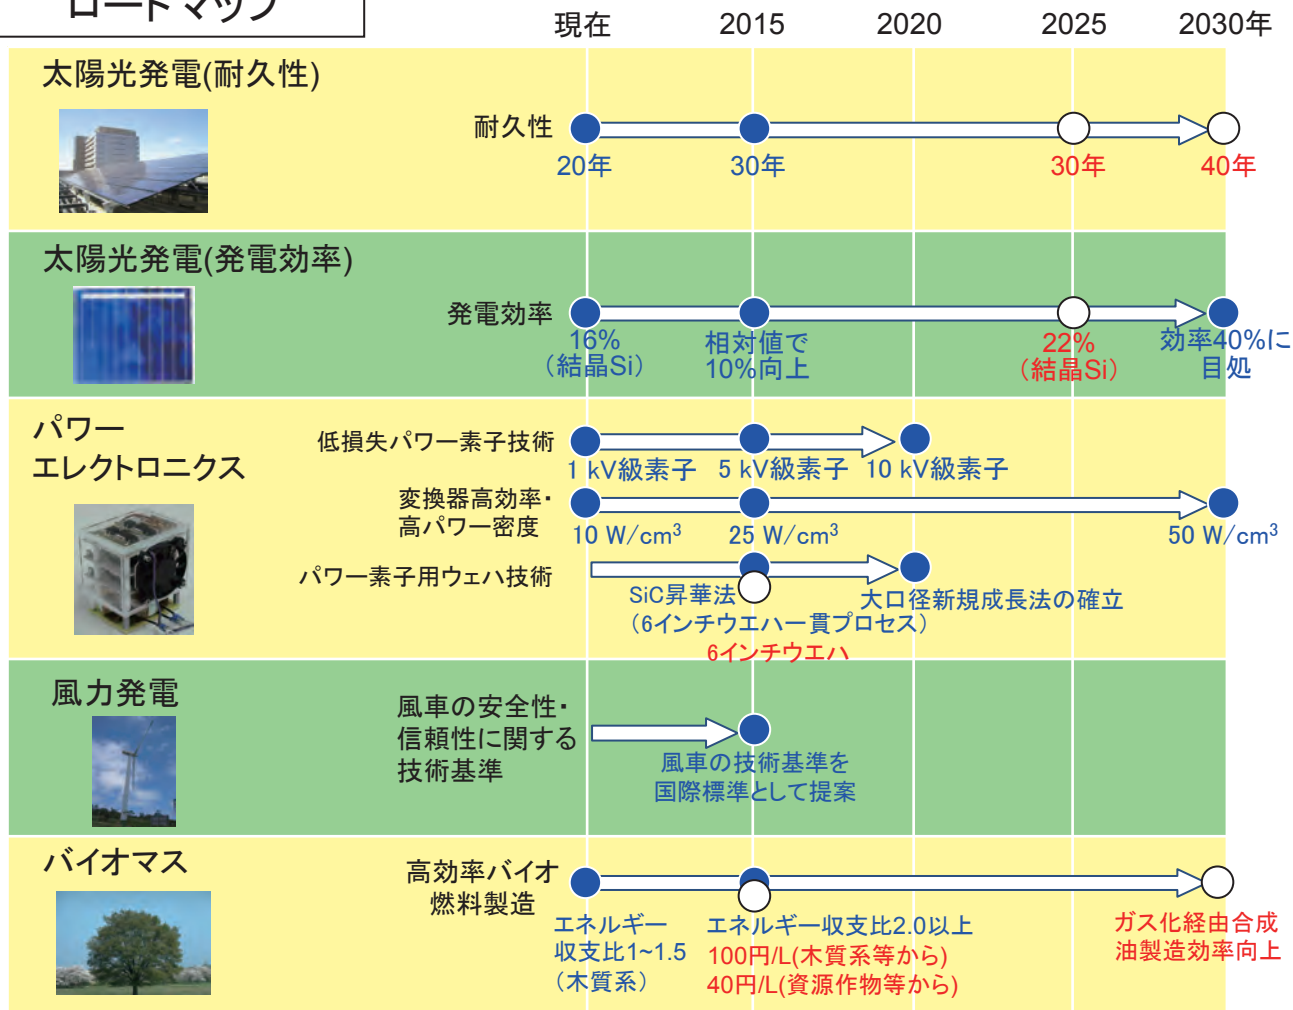 ロードマップ
現在 2015 2020 2025 2030年
太陽光発電(耐久性)
耐久性
20年 30年 30年 40年
太陽光発電(発電効率)
発電効率
16% 相対値で 22% 効率40%に
（結晶Si） 10%向上 （結晶Si） 目処
パワー
エレクトロニクス
低損失パワー素子技術
1 kV級素子 5 kV級素子 10 kV級素子
変換器高効率・
高パワー密度
10 W/cm³ 25 W/cm³ 50 W/cm³
パワー素子用ウェハ技術
SiC昇華法 大口径新規成長法の確立
（6インチウエハ一貫プロセス）
6インチウエハ
風力発電
風車の安全性・
信頼性に関する
技術基準
風車の技術基準を
国際標準として提案
バイオマス
高効率バイオ
燃料製造
エネルギー エネルギー収支比2.0以上 ガス化経由合成
収支比1~1.5 100円/L(木質系等から) 油製造効率向上
（木質系） 40円/L(資源作物等から)